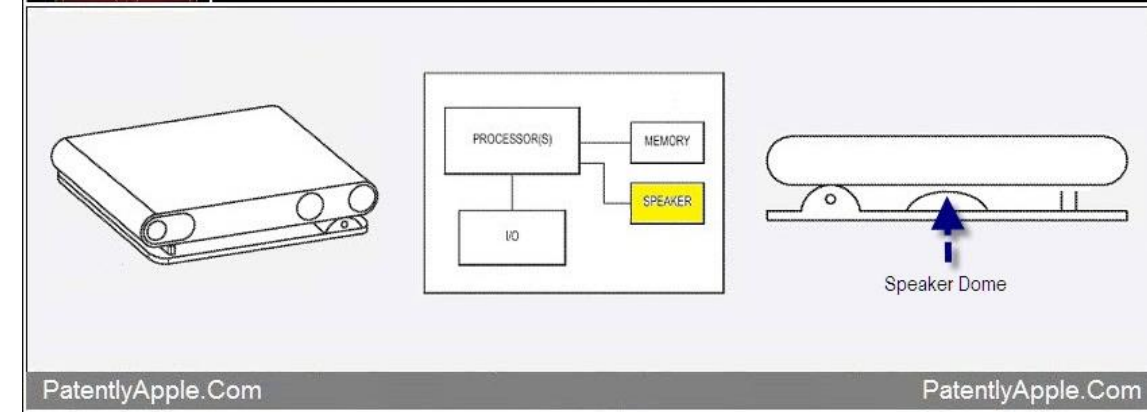 PROCESSOR(S)
MEMORY
SPEAKER
I/O
Speaker Dome
PatentlyApple.Com
PatentlyApple.Com